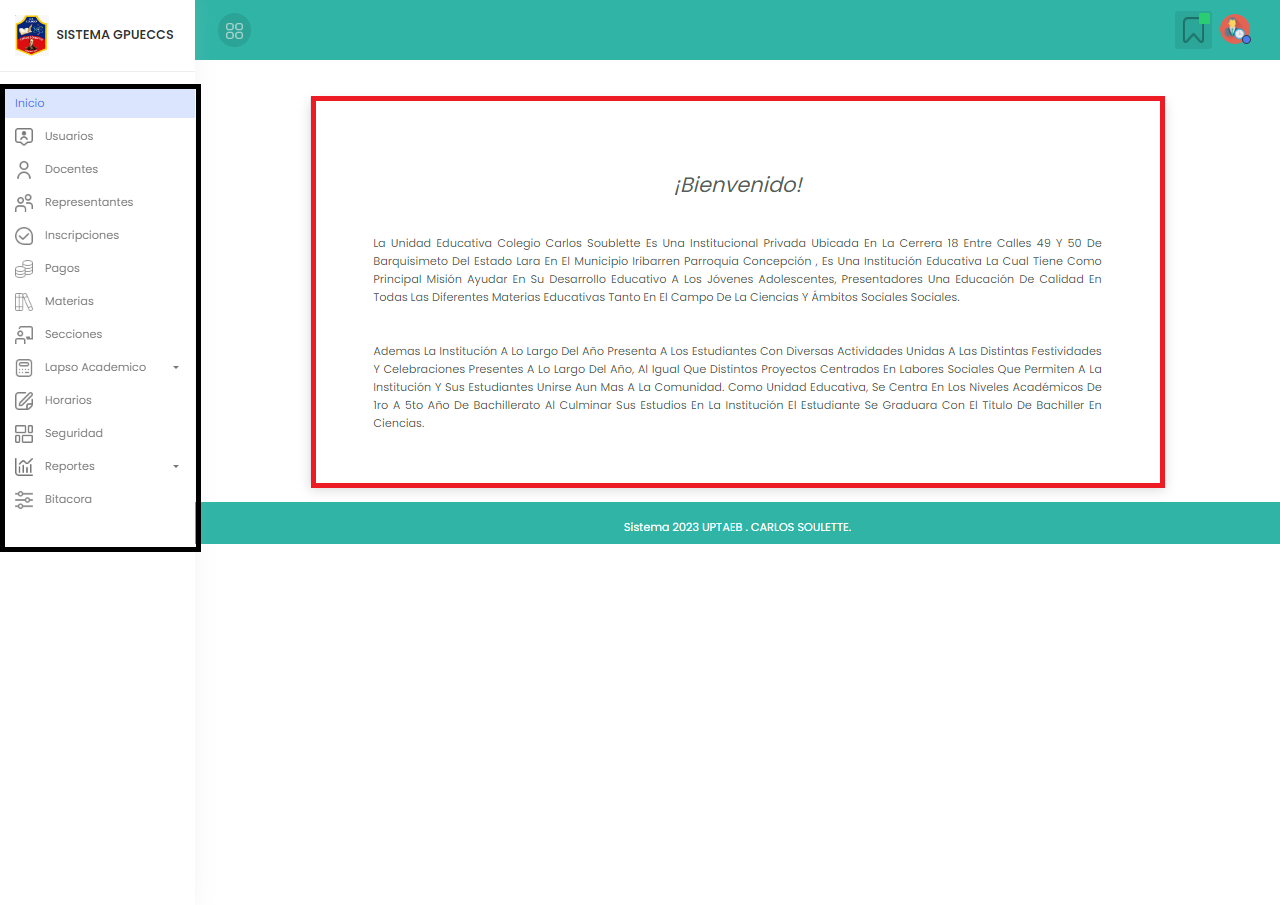 SISTEMA GPUECCS
Inicio
Usuarios
Docentes
Representantes
Inscripciones
Pagos
Materias
Secciones
Lapso Academico
Horarios
Seguridad
Reportes
Bitacora
¡Bienvenido!
La Unidad Educativa Colegio Carlos Soublette Es Una Institucional Privada Ubicada En La Cerrera 18 Entre Calles 49 Y 50 De
Barquisimeto Del Estado Lara En El Municipio Iribarren Parroquia Concepción , Es Una Institución Educativa La Cual Tiene Como
Principal Misión Ayudar En Su Desarrollo Educativo A Los Jóvenes Adolescentes, Presentadores Una Educación De Calidad En
Todas Las Diferentes Materias Educativas Tanto En El Campo De La Ciencias Y Ámbitos Sociales Sociales.
Ademas La Institución A Lo Largo Del Año Presenta A Los Estudiantes Con Diversas Actividades Unidas A Las Distintas Festividades
Y Celebraciones Presentes A Lo Largo Del Año, Al Igual Que Distintos Proyectos Centrados En Labores Sociales Que Permiten A La
Institución Y Sus Estudiantes Unirse Aun Mas A La Comunidad. Como Unidad Educativa, Se Centra En Los Niveles Académicos De
1ro A 5to Año De Bachillerato Al Culminar Sus Estudios En La Institución El Estudiante Se Graduara Con El Titulo De Bachiller En
Ciencias.
Sistema 2023 UPTAEB . CARLOS SOULETTE.